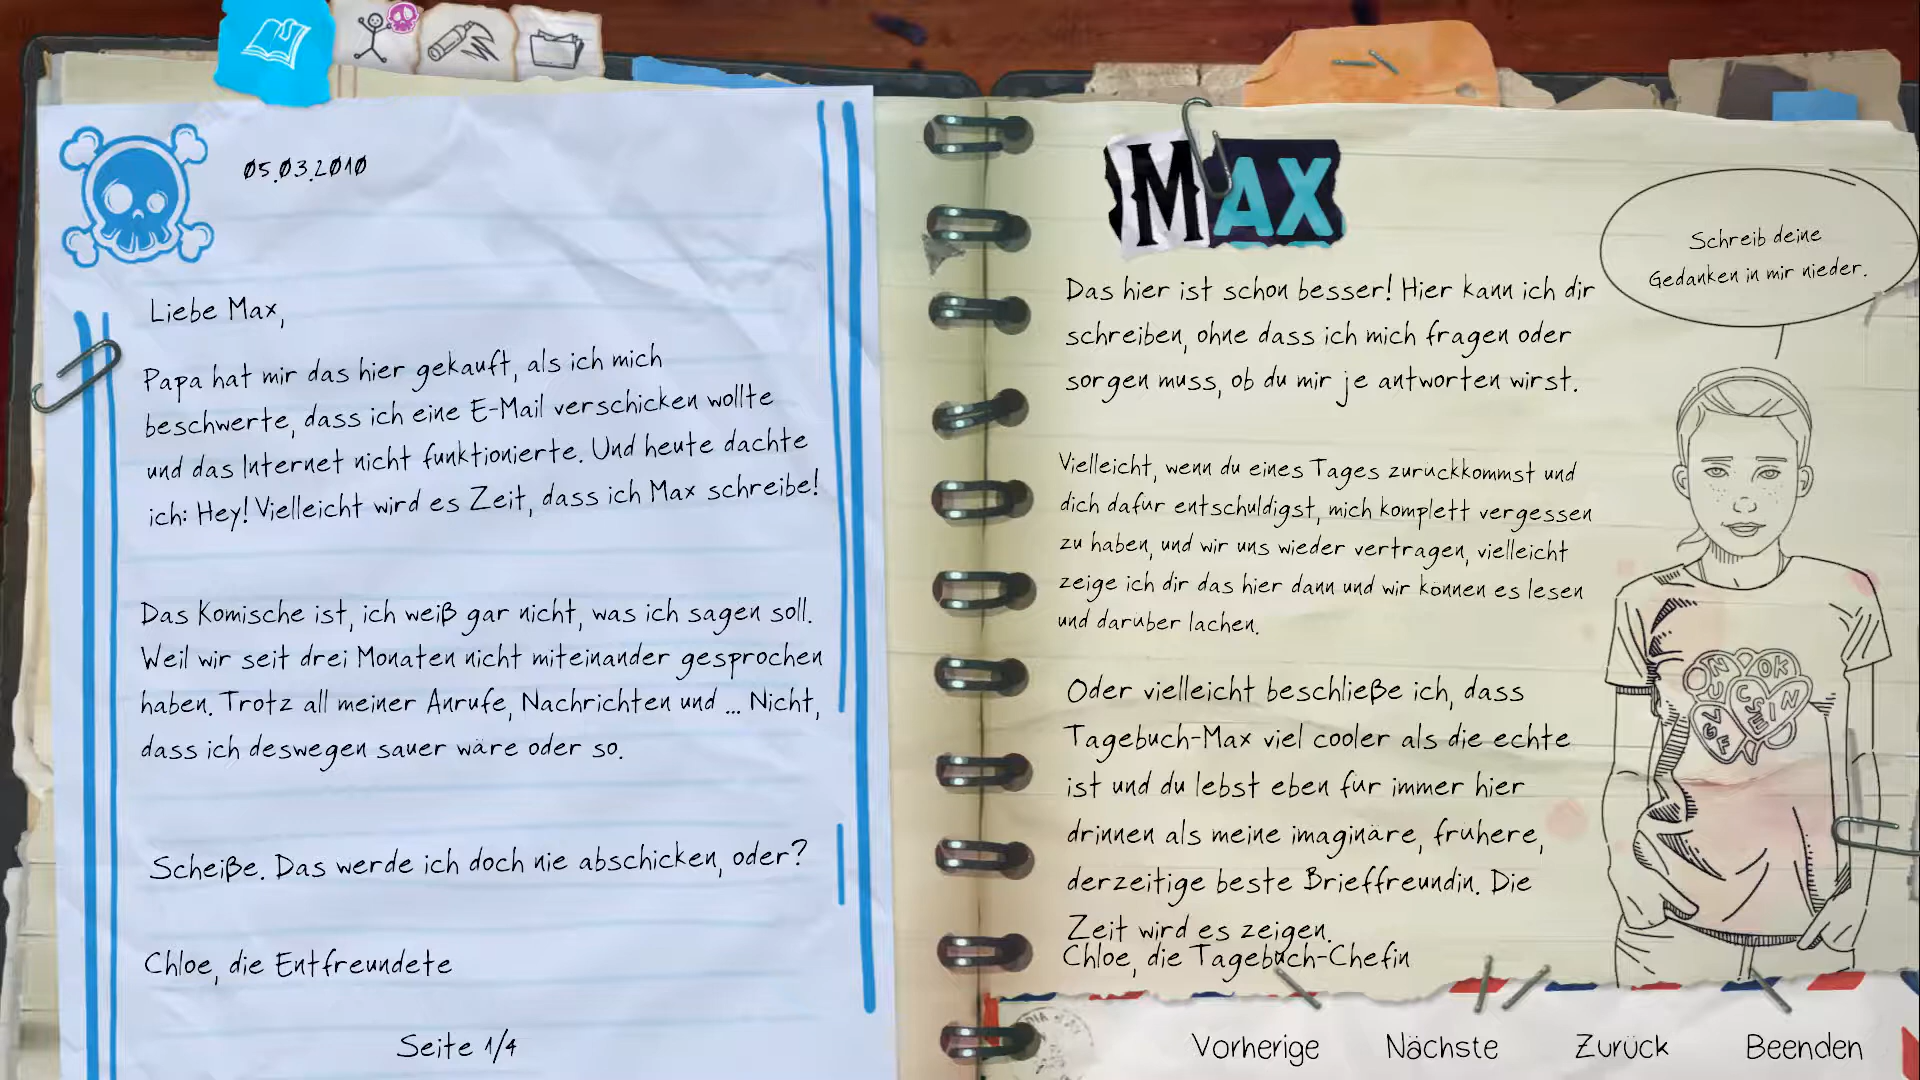 05.03.2010
Liebe Max,
Papa hat mir das hier gekauft, als ich mich
beschwerte, dass ich eine E-Mail verschicken wollte
und das Internet nicht funktionierte. Und heute dachte
ich: Hey! Vielleicht wird es Zeit, dass ich Max schreibe!
Das Komische ist, ich weiß gar nicht, was ich sagen soll.
Weil wir seit drei Monaten nicht miteinander gesprochen
haben. Trotz all meiner Anrufe, Nachrichten und ... Nicht,
dass ich deswegen sauer wäre oder so.
Scheiße. Das werde ich doch nie abschicken, oder?
Chloe, die Entfreundete
Seite 1/4
MAX
Das hier ist schon besser! Hier kann ich dir
schreiben, ohne dass ich mich fragen oder
sorgen muss, ob du mir je antworten wirst.
Vielleicht, wenn du eines Tages zurückkommst und
dich dafür entschuldigst, mich komplett vergessen
zu haben, und wir uns wieder vertragen, vielleicht
zeige ich dir das hier dann und wir können es lesen
und darüber lachen.
Oder vielleicht beschließe ich, dass
Tagebuch-Max viel cooler als die echte
ist und du lebst eben für immer hier
drinnen als meine imaginäre, frühere,
derzeitige beste Brieffreundin. Die
Zeit wird es zeigen.
Chloe, die Tagebuch-Chefin
Schreib deine
Gedanken in mir nieder.
Vorherige Nächste Zurück Beenden